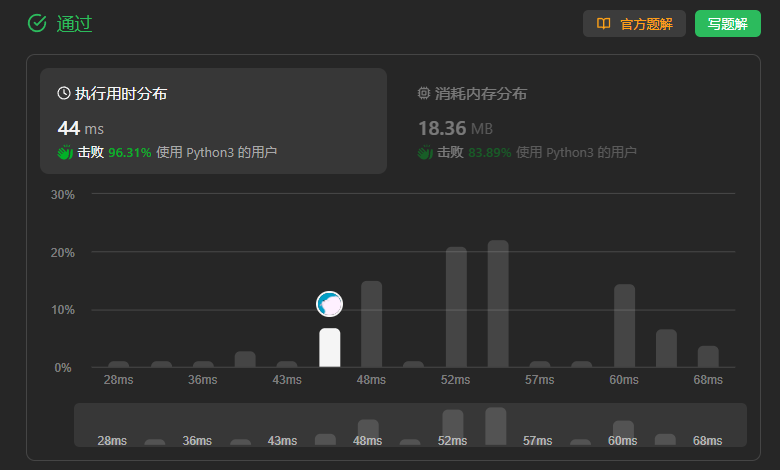 通过
官方题解
写题解
执行用时分布
消耗内存分布
44 ms
18.36 MB
击败 96.31% 使用 Python3 的用户
击败 83.89% 使用 Python3 的用户
30%
20%
10%
0%
28ms 36ms 43ms 48ms 52ms 57ms 60ms 68ms
28ms 36ms 43ms 48ms 52ms 57ms 60ms 68ms